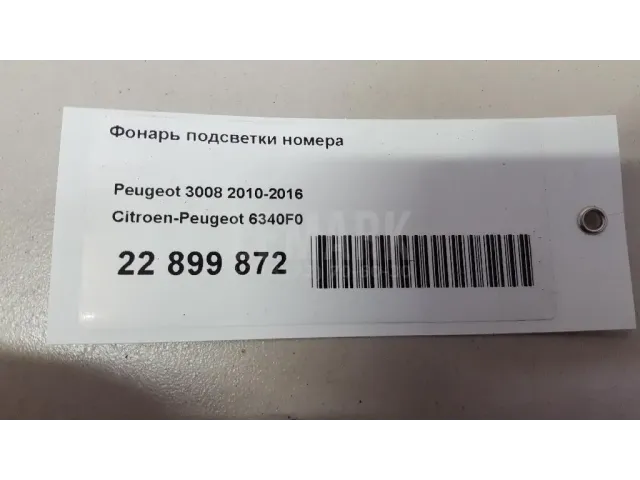 Фонарь подсветки номера
Peugeot 3008 2010-2016
Citroen-Peugeot 6340F0
22 899 872